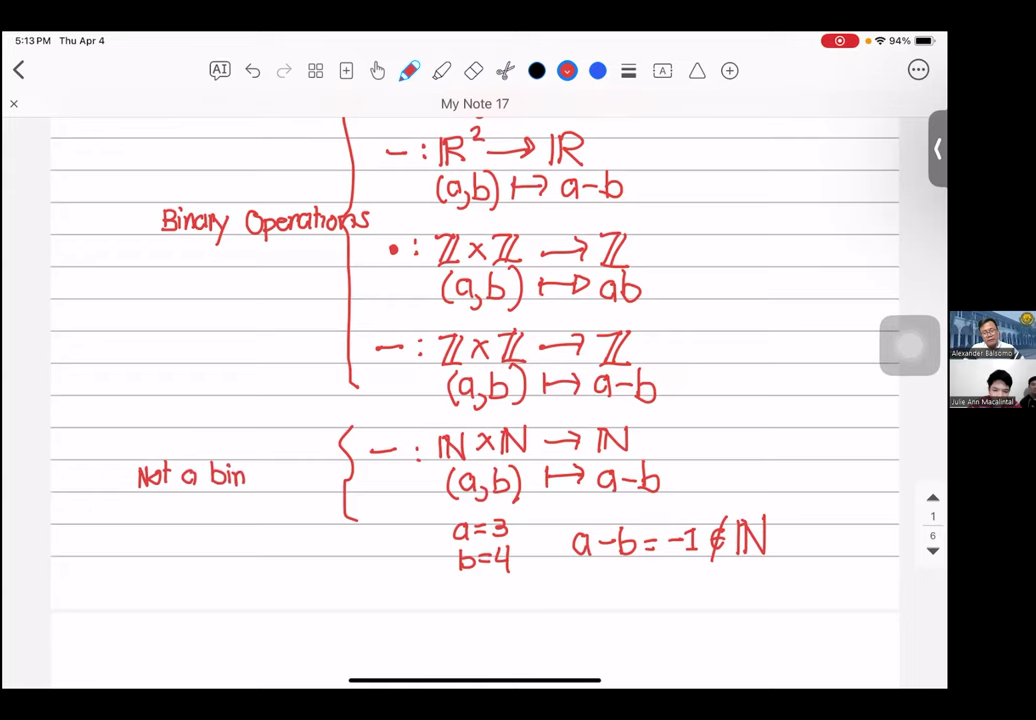 5:13 PM Thu Apr 4
94%
AI
A
My Note 17
− : ℝ² → ℝ
(a,b) ↦ a−b
Binary Operations
• : ℤ × ℤ → ℤ
(a,b) ↦ ab
− : ℤ × ℤ → ℤ
(a,b) ↦ a−b
− : ℕ × ℕ → ℕ
Not a bin
(a,b) ↦ a−b
a=3
b=4
a−b = −1 ∉ ℕ
1
6
Alexander Balsomo
Julie Ann Macalintal